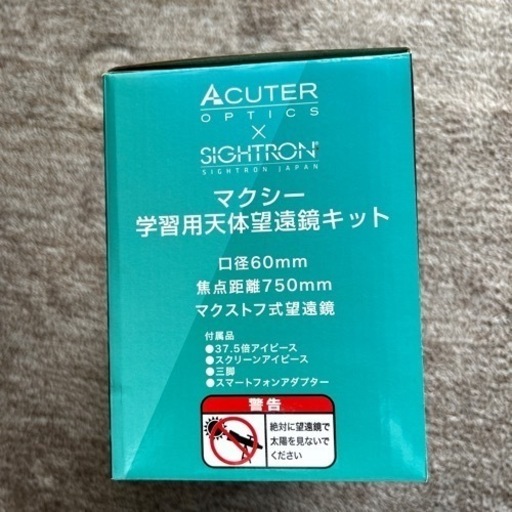 ACUTER
OPTICS
×
SIGHTRON®
SIGHTRON JAPAN
マクシー
学習用天体望遠鏡キット
口径60mm
焦点距離750mm
マクストフ式望遠鏡
付属品
●37.5倍アイピース
●スクリーンアイピース
●三脚
●スマートフォンアダプター
警告
絶対に望遠鏡で
太陽を見ないで
ください